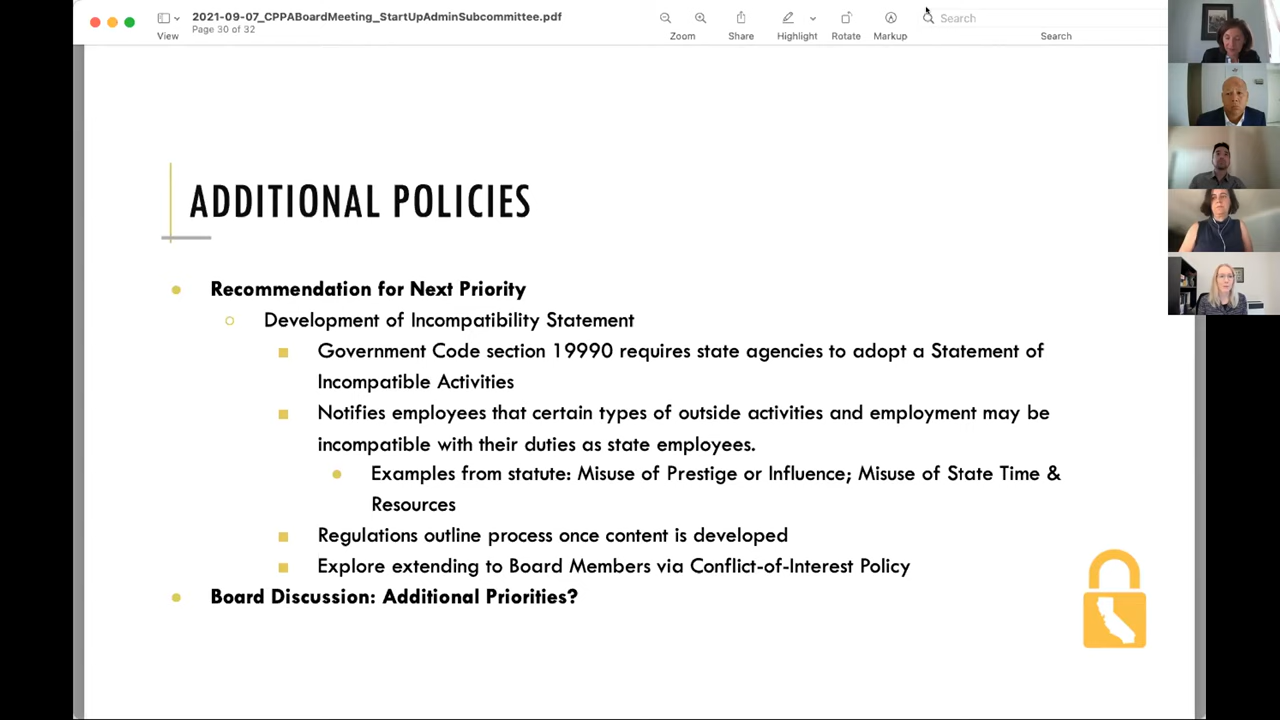 2021-09-07_CPPABoardMeeting_StartUpAdminSubcommittee.pdf
Page 30 of 32
View
Zoom
Share
Highlight
Rotate
Markup
Search
Search
ADDITIONAL POLICIES
Recommendation for Next Priority
Development of Incompatibility Statement
Government Code section 19990 requires state agencies to adopt a Statement of
Incompatible Activities
Notifies employees that certain types of outside activities and employment may be
incompatible with their duties as state employees.
Examples from statute: Misuse of Prestige or Influence; Misuse of State Time &
Resources
Regulations outline process once content is developed
Explore extending to Board Members via Conflict-of-Interest Policy
Board Discussion: Additional Priorities?